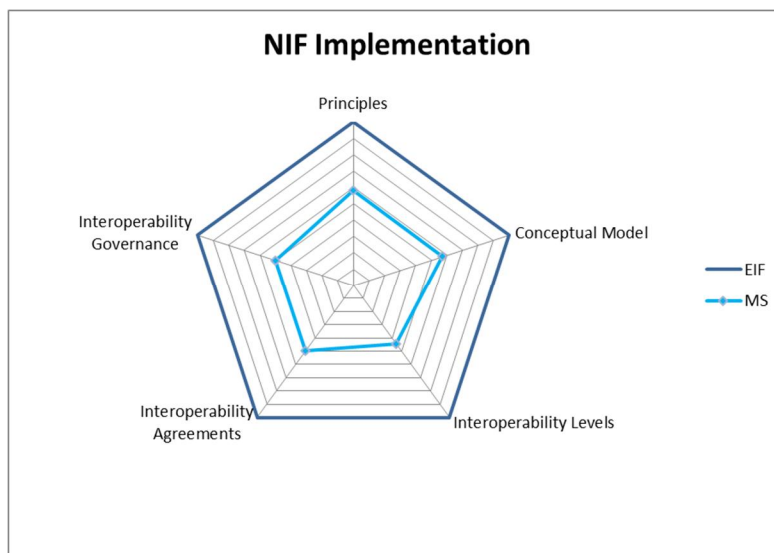 NIF Implementation
Principles
Interoperability
Governance
Conceptual Model
EIF
MS
Interoperability
Agreements
Interoperability Levels